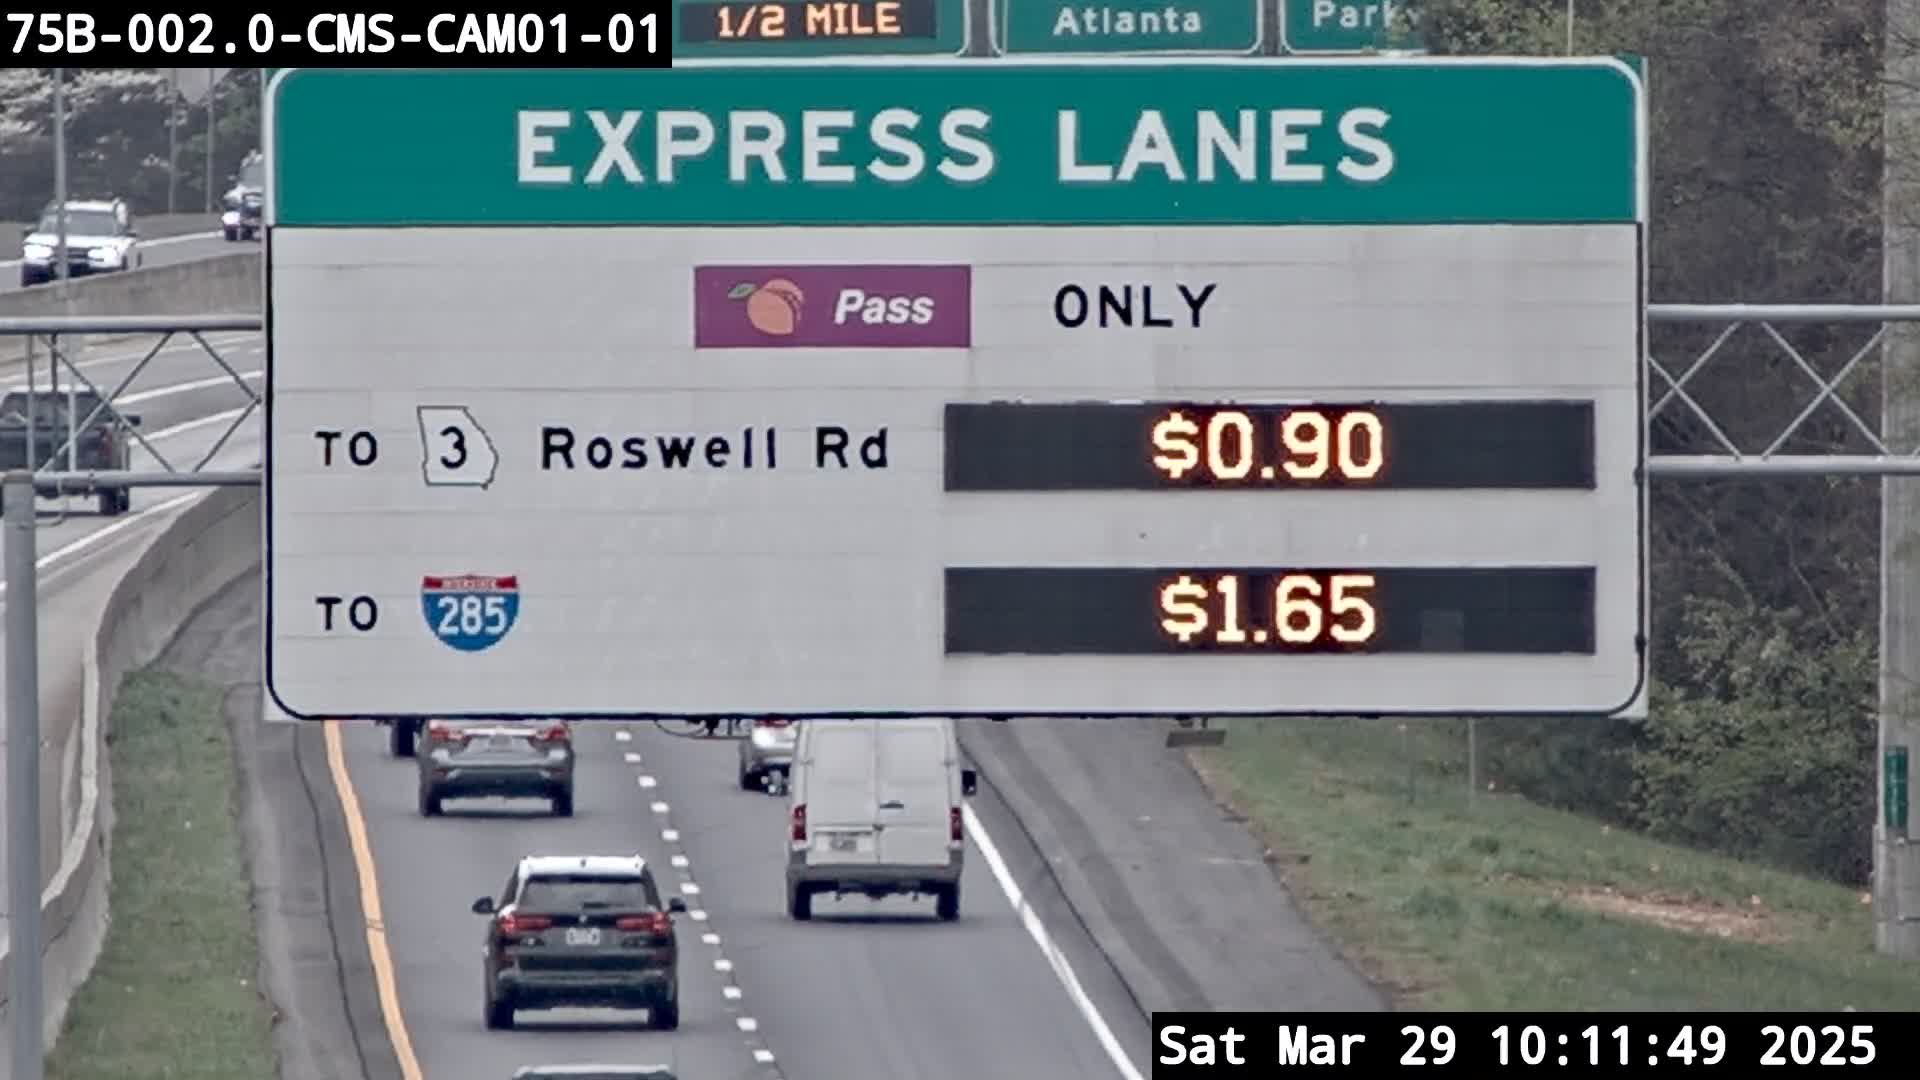 75B-002.0-CMS-CAM01-01
1/2 MILE
Atlanta
EXPRESS LANES
Pass ONLY
TO 3 Roswell Rd $0.90
TO 285 $1.65
Sat Mar 29 10:11:49 2025